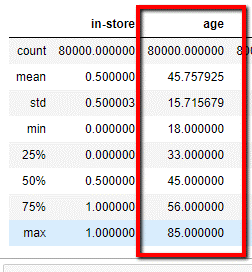 in-store age
count 80000.000000 80000.000000
mean 0.500000 45.757925
std 0.500003 15.715679
min 0.000000 18.000000
25% 0.000000 33.000000
50% 0.500000 45.000000
75% 1.000000 56.000000
max 1.000000 85.000000